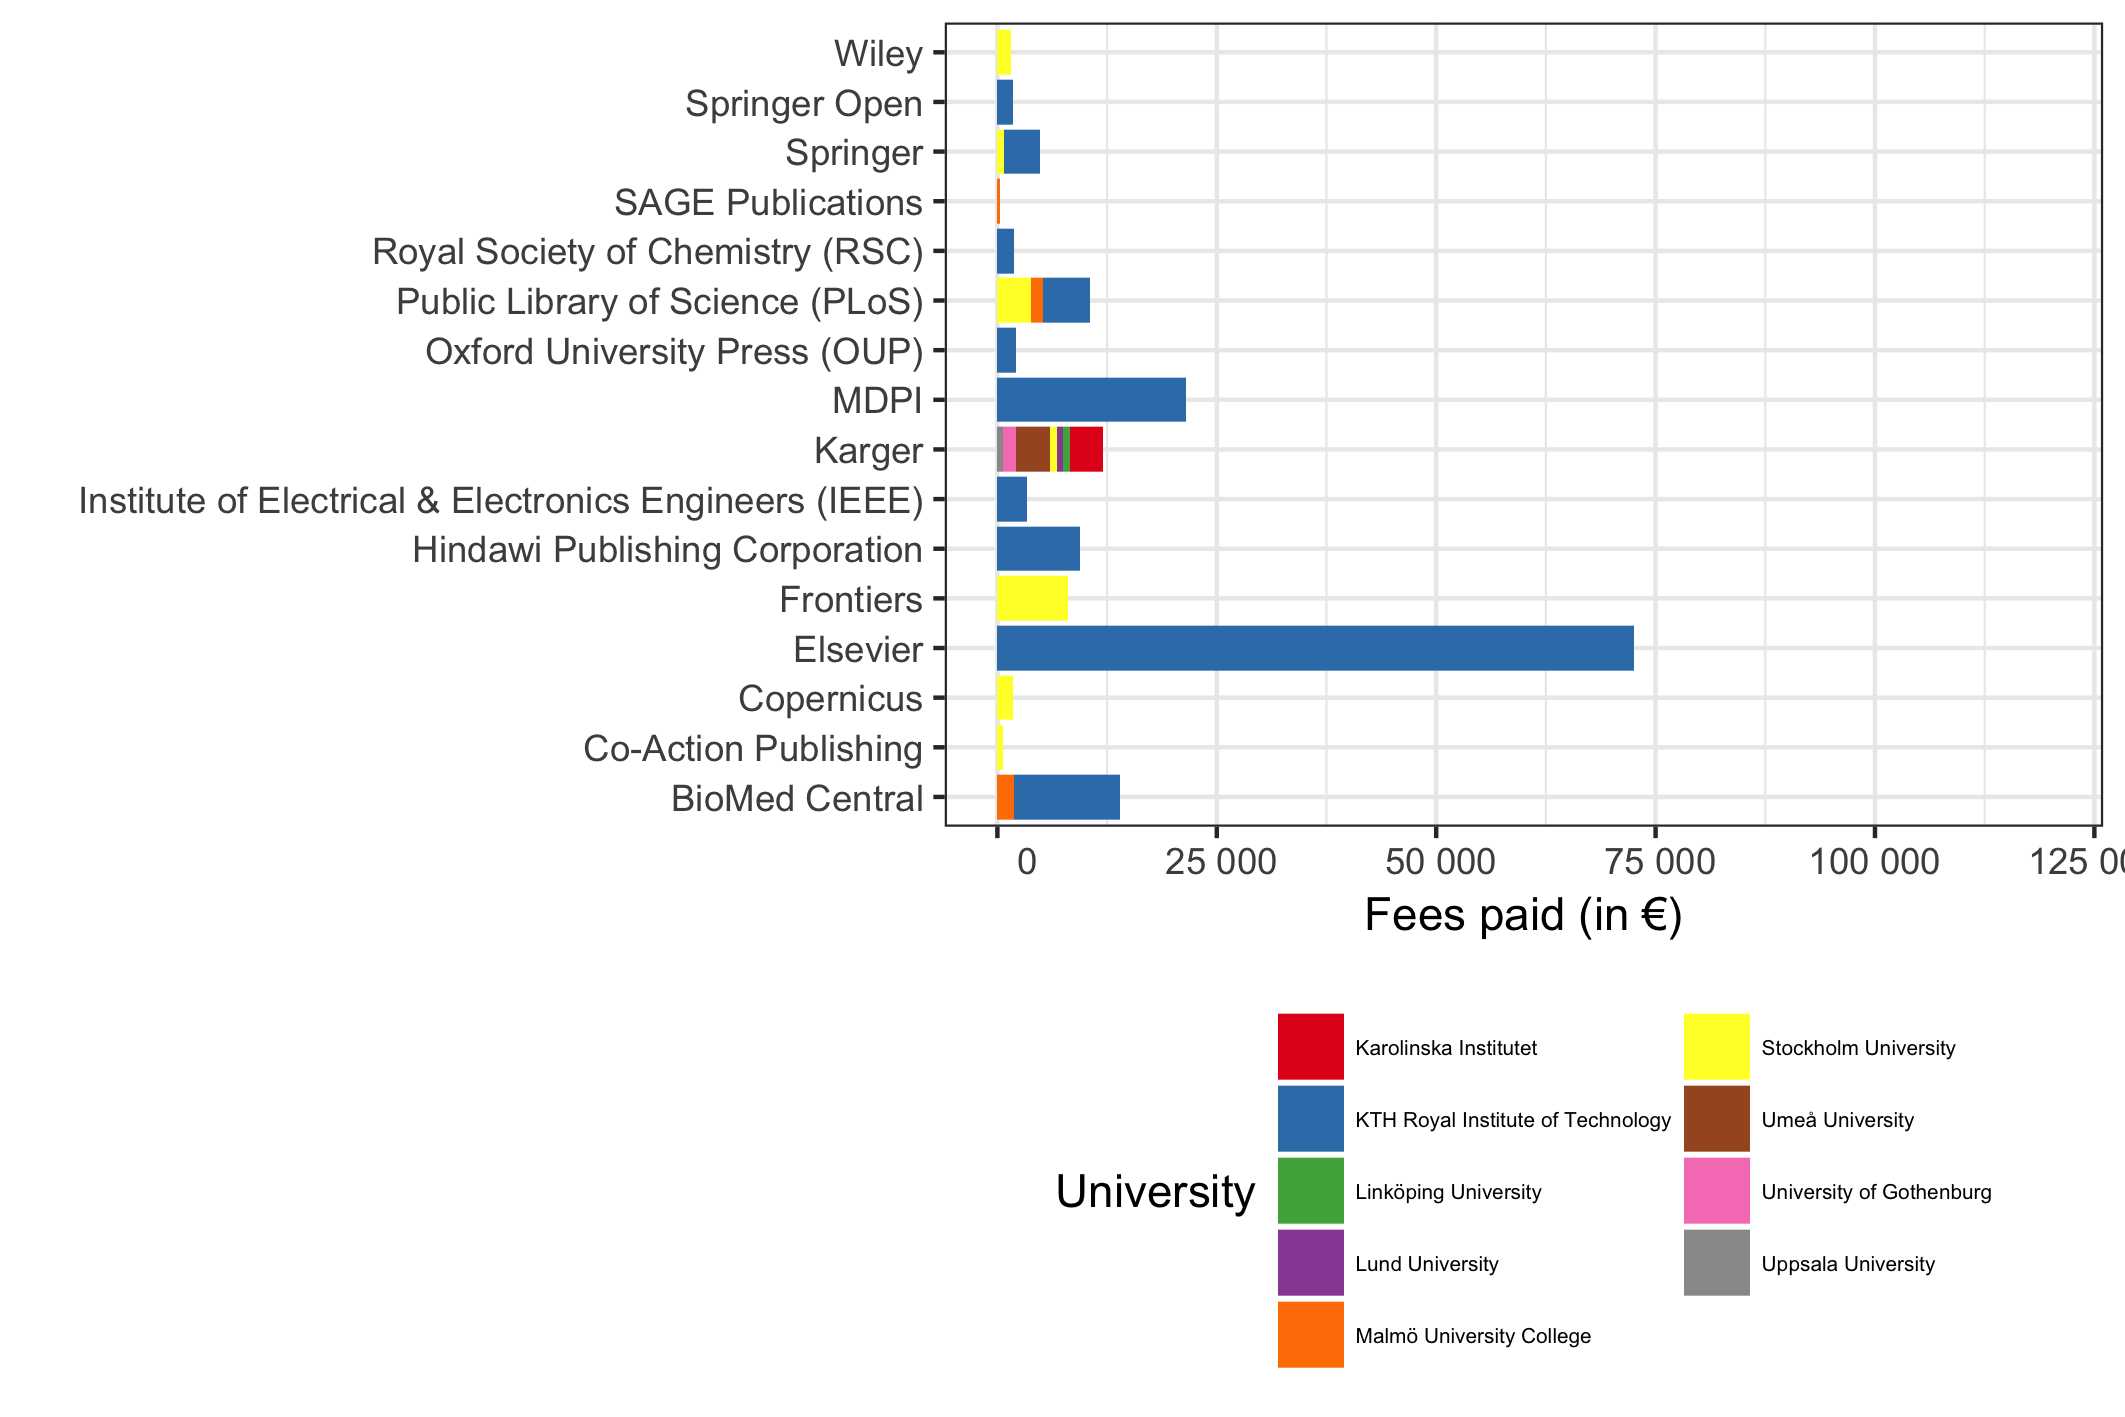 Wiley
Springer Open
Springer
SAGE Publications
Royal Society of Chemistry (RSC)
Public Library of Science (PLoS)
Oxford University Press (OUP)
MDPI
Karger
Institute of Electrical & Electronics Engineers (IEEE)
Hindawi Publishing Corporation
Frontiers
Elsevier
Copernicus
Co-Action Publishing
BioMed Central
0 25 000 50 000 75 000 100 000 125 0
Fees paid (in €)
University
Karolinska Institutet
KTH Royal Institute of Technology
Linköping University
Lund University
Malmö University College
Stockholm University
Umeå University
University of Gothenburg
Uppsala University